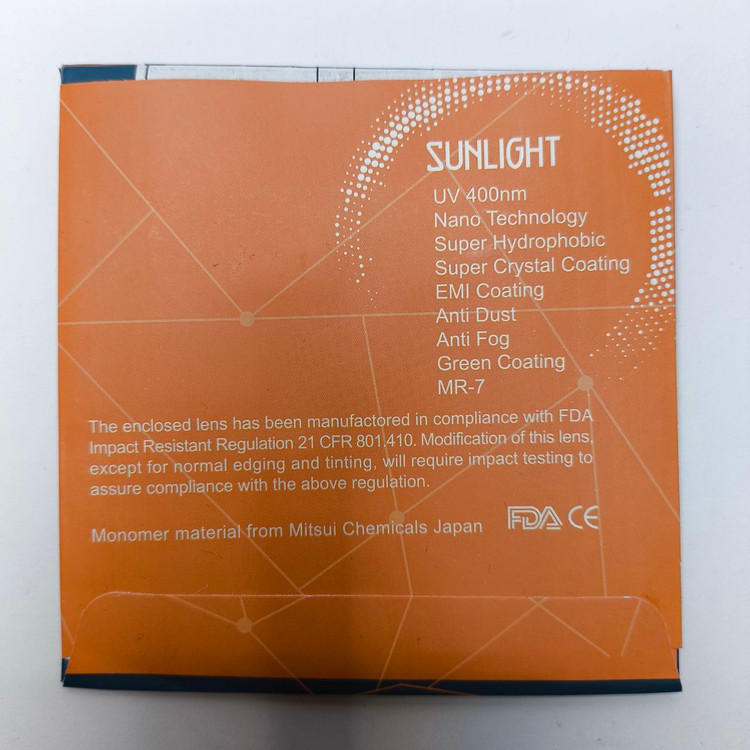 SUNLIGHT
UV 400nm
Nano Technology
Super Hydrophobic
Super Crystal Coating
EMI Coating
Anti Dust
Anti Fog
Green Coating
MR-7
The enclosed lens has been manufactored in compliance with FDA
Impact Resistant Regulation 21 CFR 801.410. Modification of this lens,
except for normal edging and tinting, will require impact testing to
assure compliance with the above regulation.
Monomer material from Mitsui Chemicals Japan
FDA CE